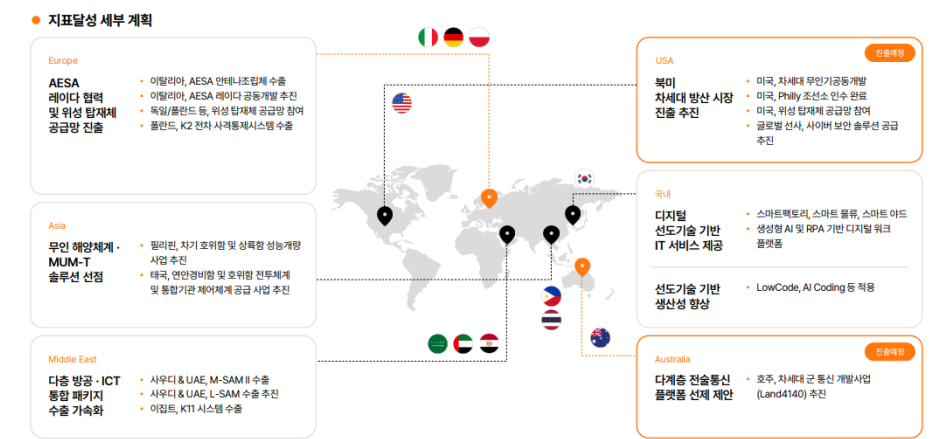 지표달성 세부 계획
Europe
AESA
레이다 협력
및 위성 탑재체
공급망 진출
• 이탈리아, AESA 안테나조립체 수출
• 이탈리아, AESA 레이다 공동개발 추진
• 독일/폴란드 등, 위성 탑재체 공급망 참여
• 폴란드, K2 전차 사격통제시스템 수출
Asia
무인 해양체계 ·
MUM-T
솔루션 선점
• 필리핀, 차기 호위함 및 상륙함 성능개량
사업 추진
• 태국, 연안경비함 및 호위함 전투체계
및 통합기관 제어체계 공급 사업 추진
Middle East
다층 방공 · ICT
통합 패키지
수출 가속화
• 사우디 & UAE, M-SAM II 수출
• 사우디 & UAE, L-SAM 수출 추진
• 이집트, K11 시스템 수출
진출예정
USA
북미
차세대 방산 시장
진출 추진
• 미국, 차세대 무인기공동개발
• 미국, Philly 조선소 인수 완료
• 미국, 위성 탑재체 공급망 참여
• 글로벌 선사, 사이버 보안 솔루션 공급
추진
국내
디지털
선도기술 기반
IT 서비스 제공
• 스마트팩토리, 스마트 물류, 스마트 야드
• 생성형 AI 및 RPA 기반 디지털 워크
플랫폼
선도기술 기반
생산성 향상
• LowCode, AI Coding 등 적용
진출예정
Australia
다계층 전술통신
플랫폼 선제 제안
• 호주, 차세대 군 통신 개발사업
(Land4140) 추진